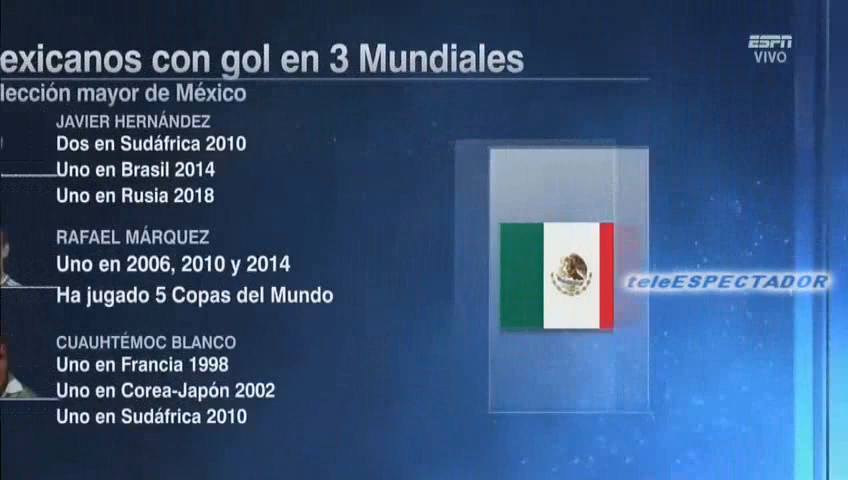 exicanos con gol en 3 Mundiales
ESPN
VIVO
lección mayor de México
JAVIER HERNÁNDEZ
Dos en Sudáfrica 2010
Uno en Brasil 2014
Uno en Rusia 2018
RAFAEL MÁRQUEZ
Uno en 2006, 2010 y 2014
Ha jugado 5 Copas del Mundo
teleESPECTADOR
CUAUHTÉMOC BLANCO
Uno en Francia 1998
Uno en Corea-Japón 2002
Uno en Sudáfrica 2010